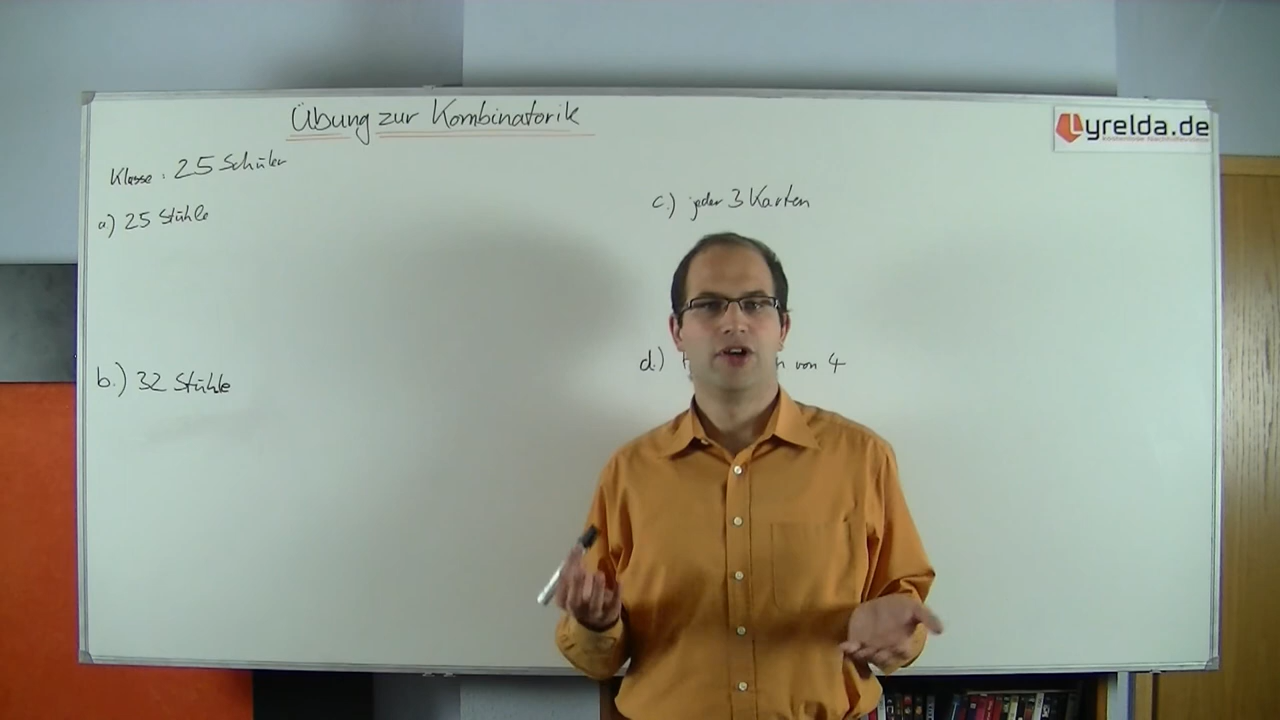 Übung zur Kombinatorik
Klasse: 25 Schüler
a) 25 Stühle
b.) 32 Stühle
c.) jeder 3 Karten
d.) von 4
Lyrelda.de